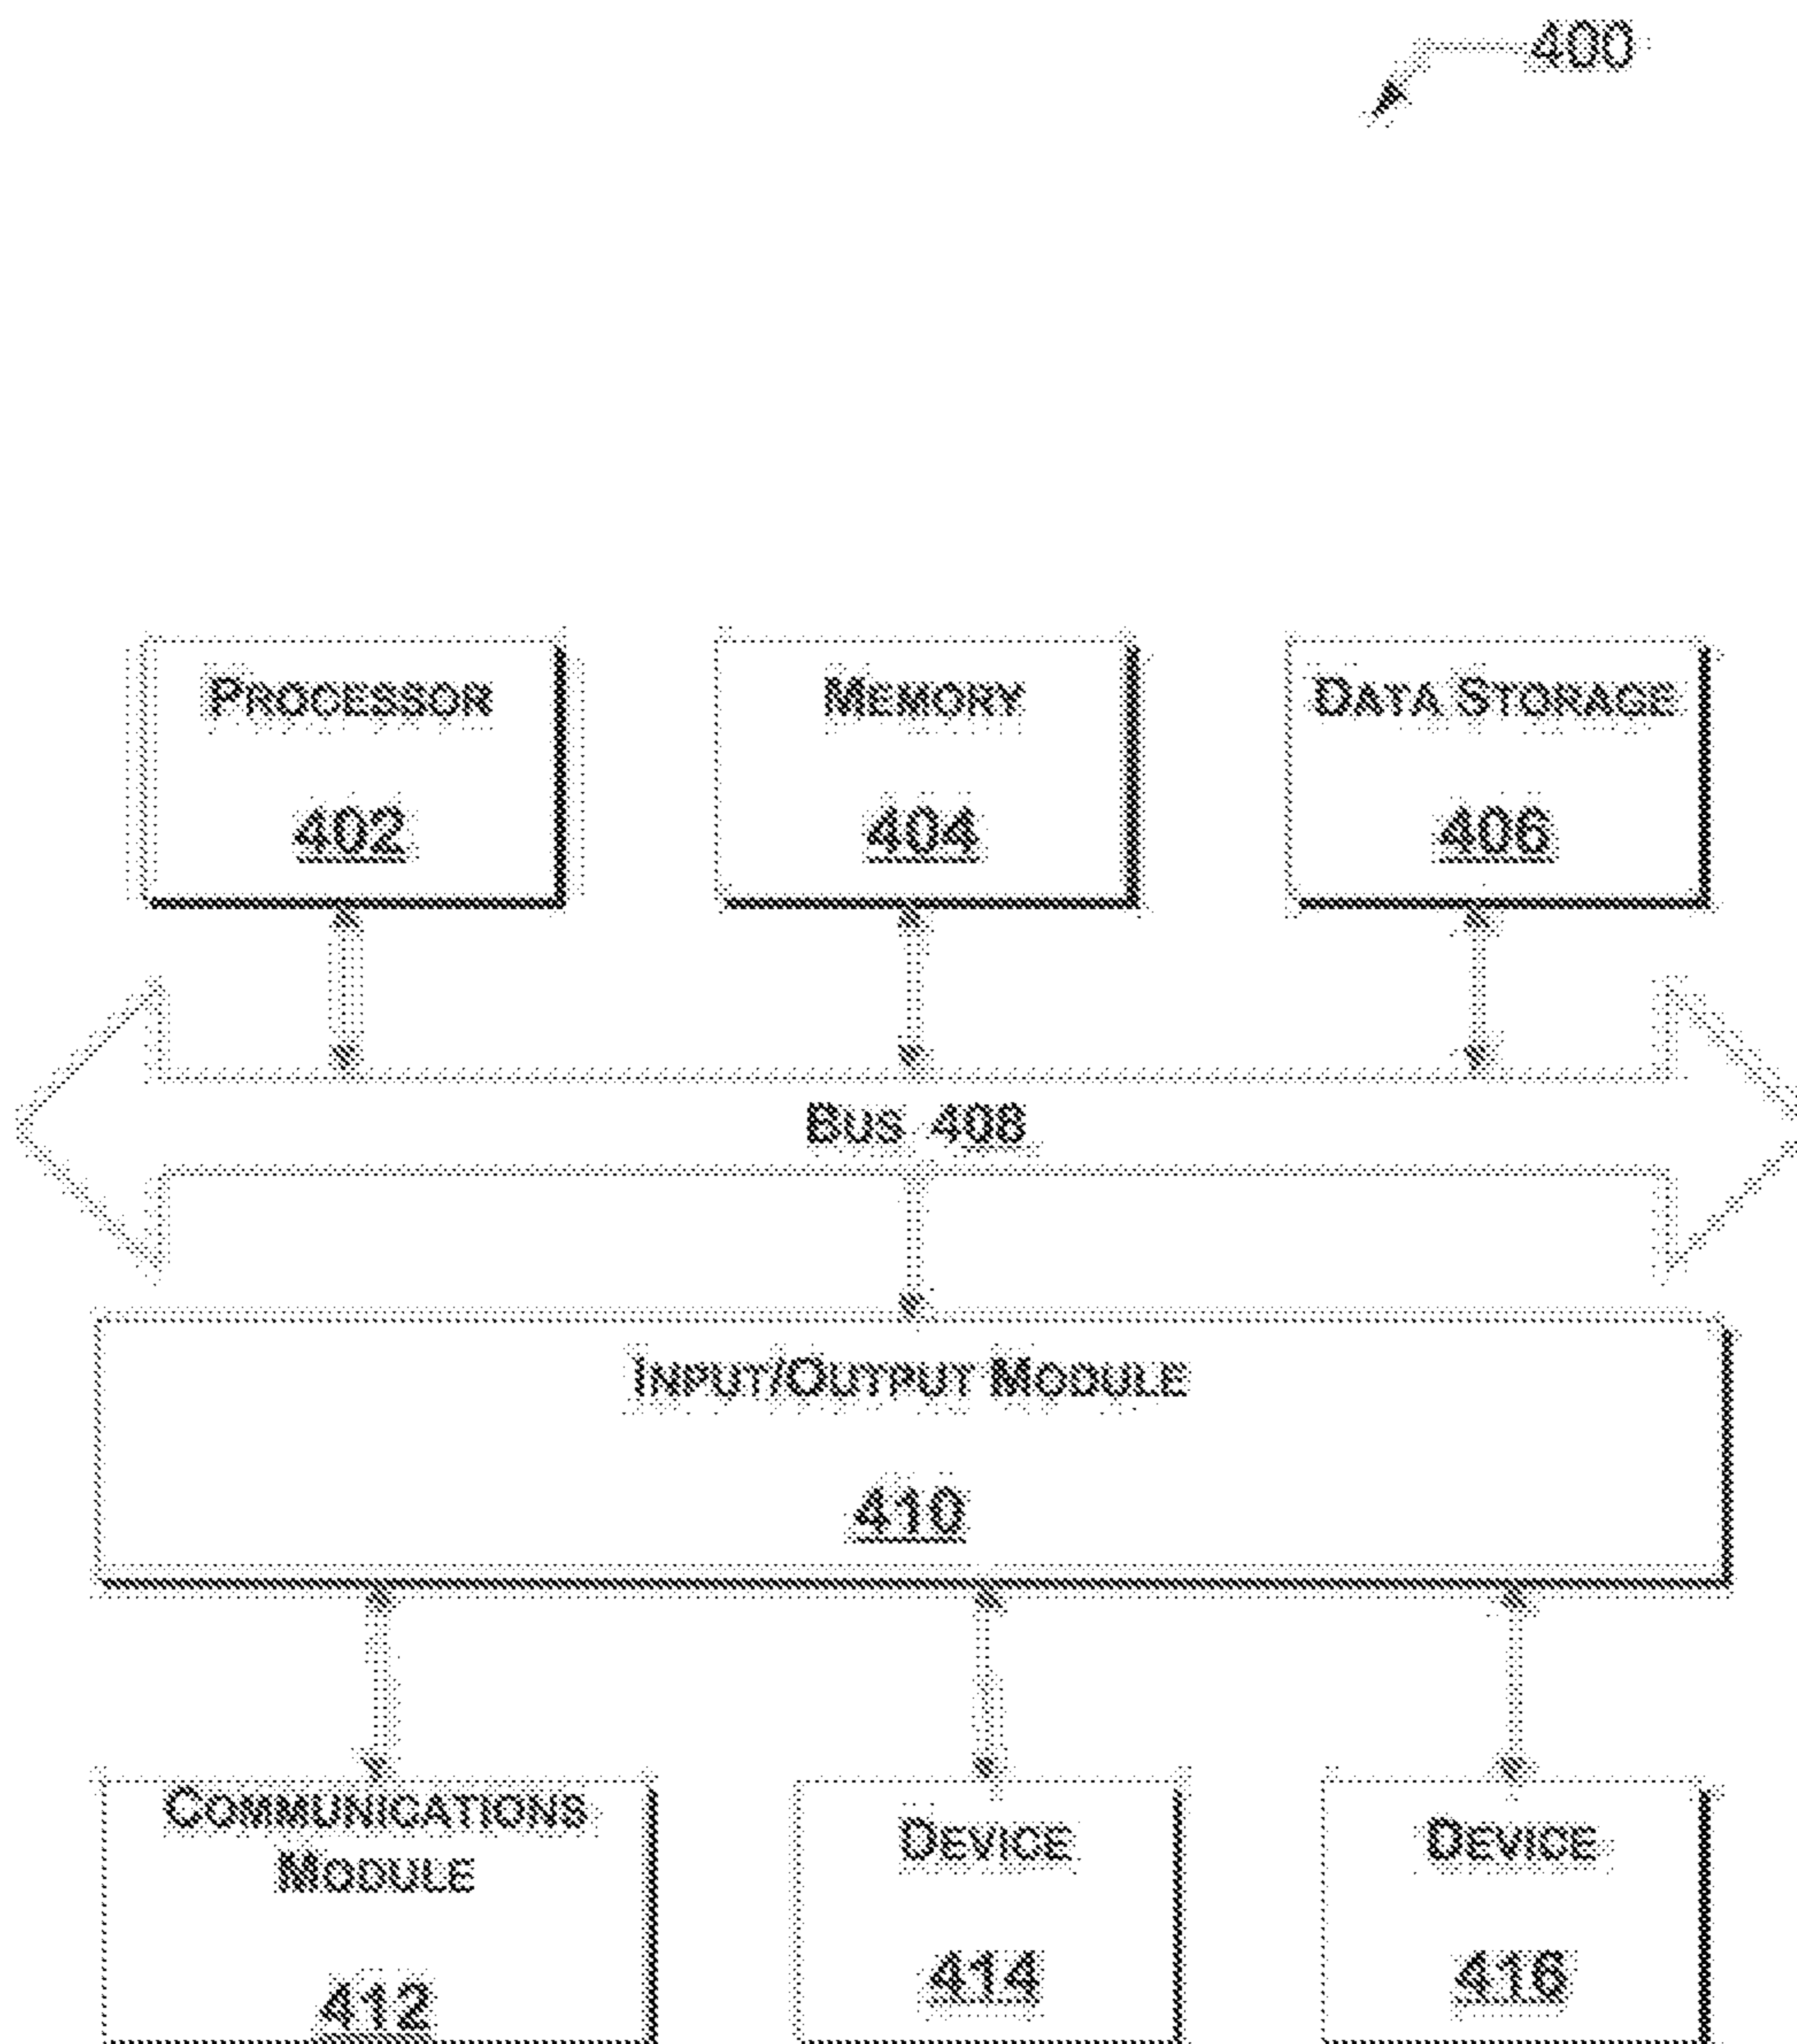 400
PROCESSOR
402
MEMORY
404
DATA STORAGE
406
BUS 408
INPUT/OUTPUT MODULE
410
COMMUNICATIONS
MODULE
412
DEVICE
414
DEVICE
416